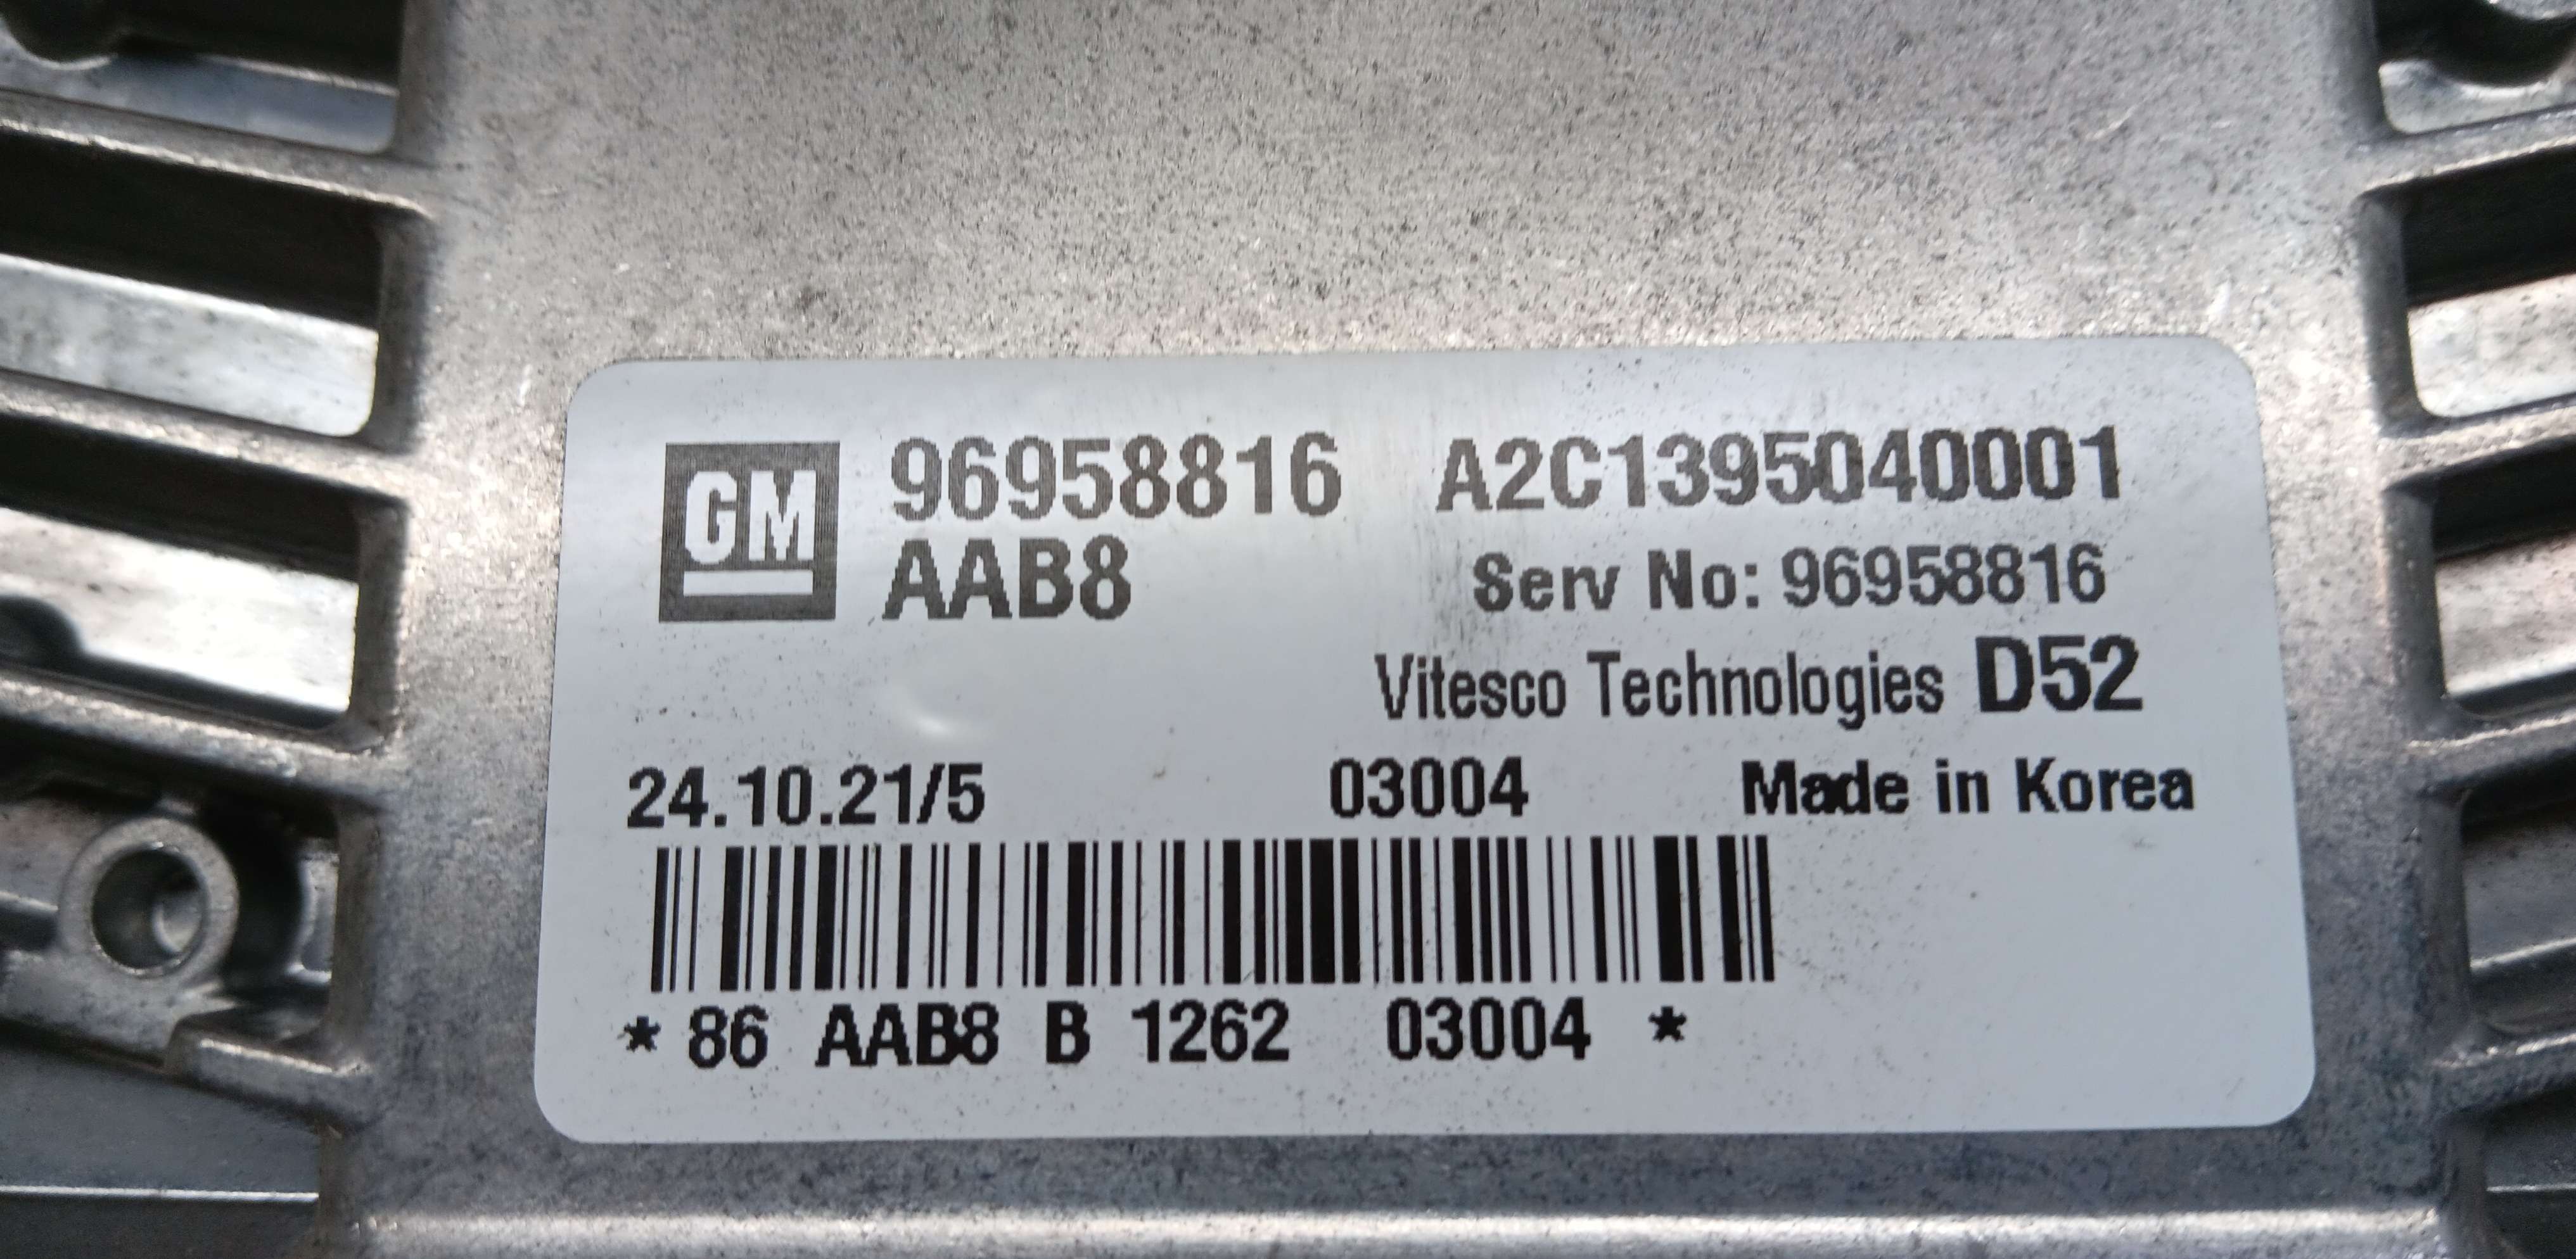 GM 96958816 A2C1395040001
AAB8 Serv No: 96958816
Vitesco Technologies D52
24.10.21/5 03004 Made in Korea
* 86 AAB8 B 1262 03004 *